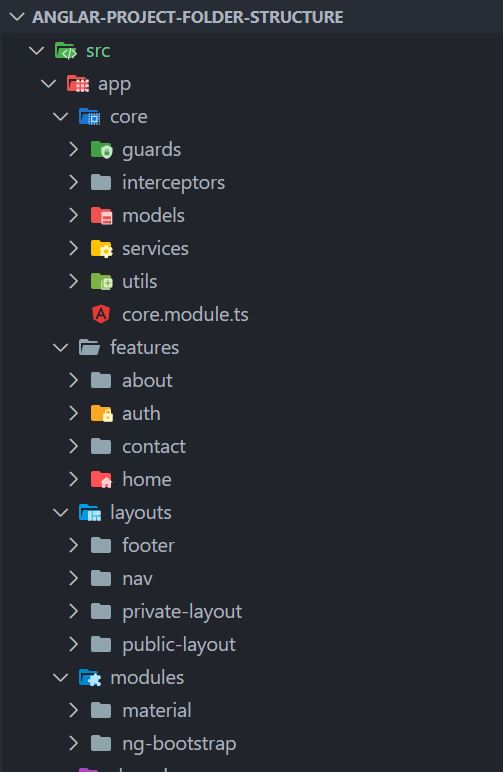 ANGLAR-PROJECT-FOLDER-STRUCTURE
src
app
core
guards
interceptors
models
services
utils
core.module.ts
features
about
auth
contact
home
layouts
footer
nav
private-layout
public-layout
modules
material
ng-bootstrap